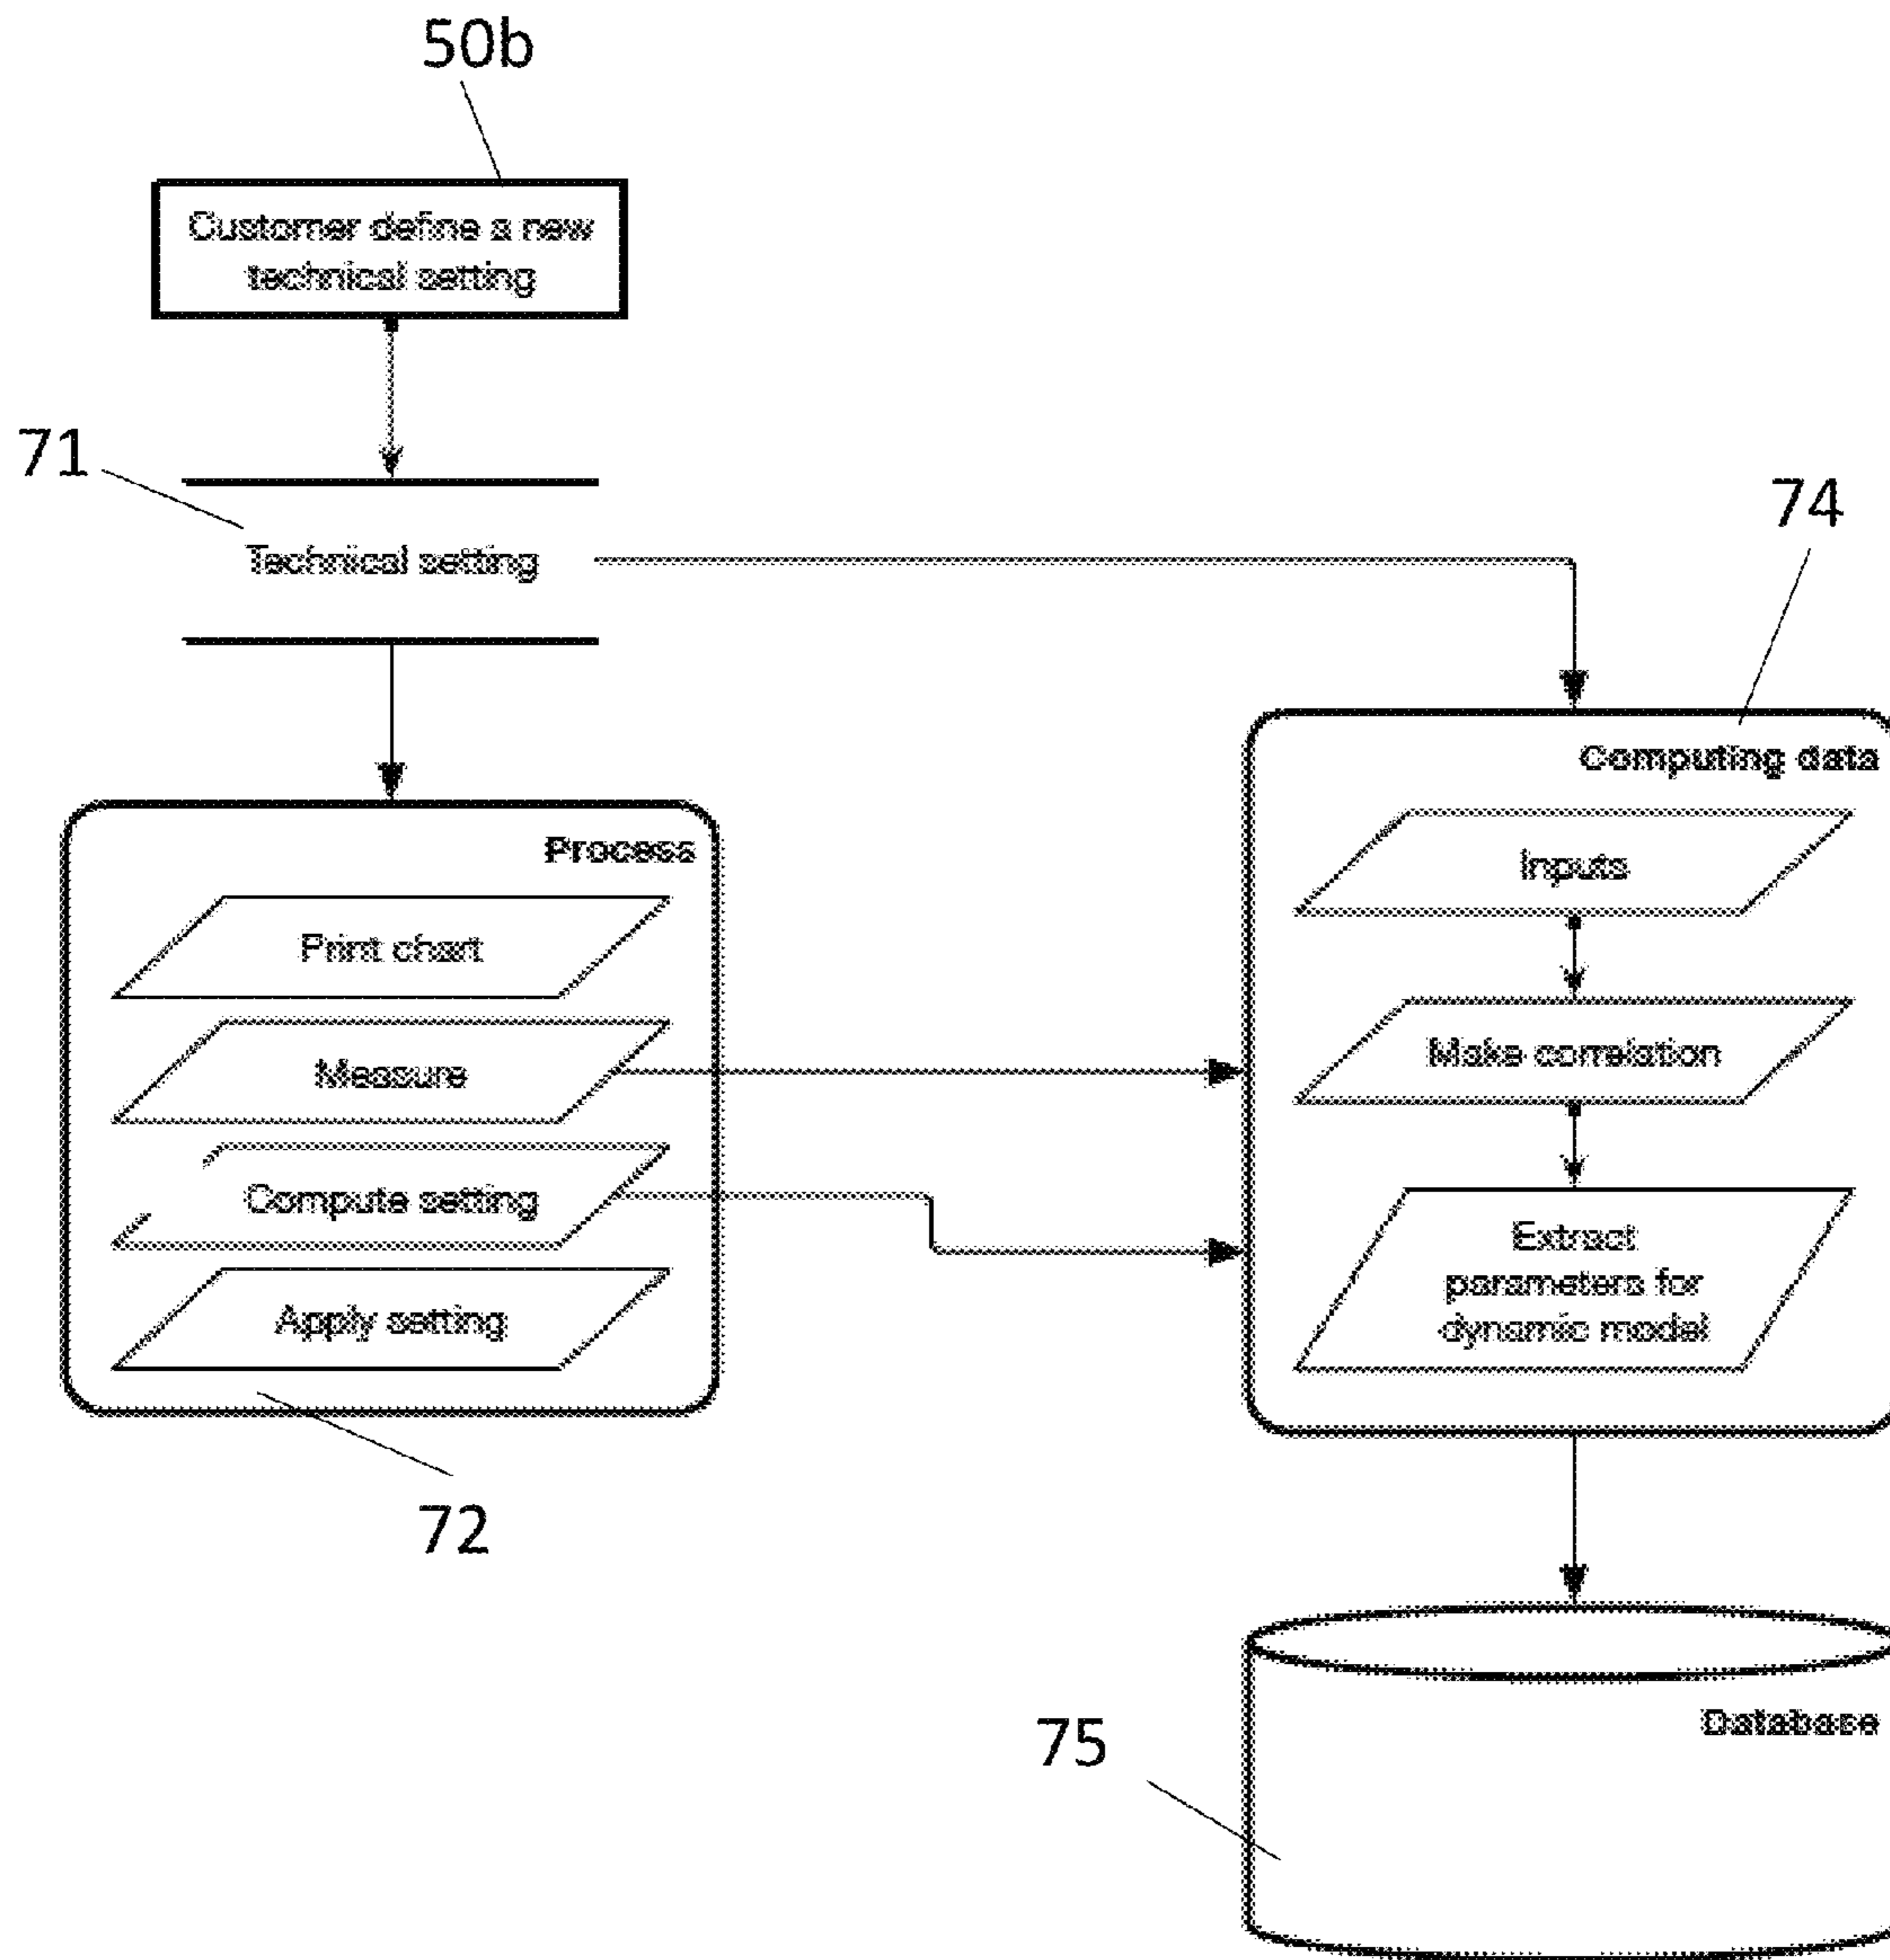 50b
Customer define a new
technical setting
71
Technical setting
74
Computing data
Inputs
Make correlation
Extract
parameters for
dynamic model
Process
Print chart
Measure
Compute setting
Apply setting
72
Database
75